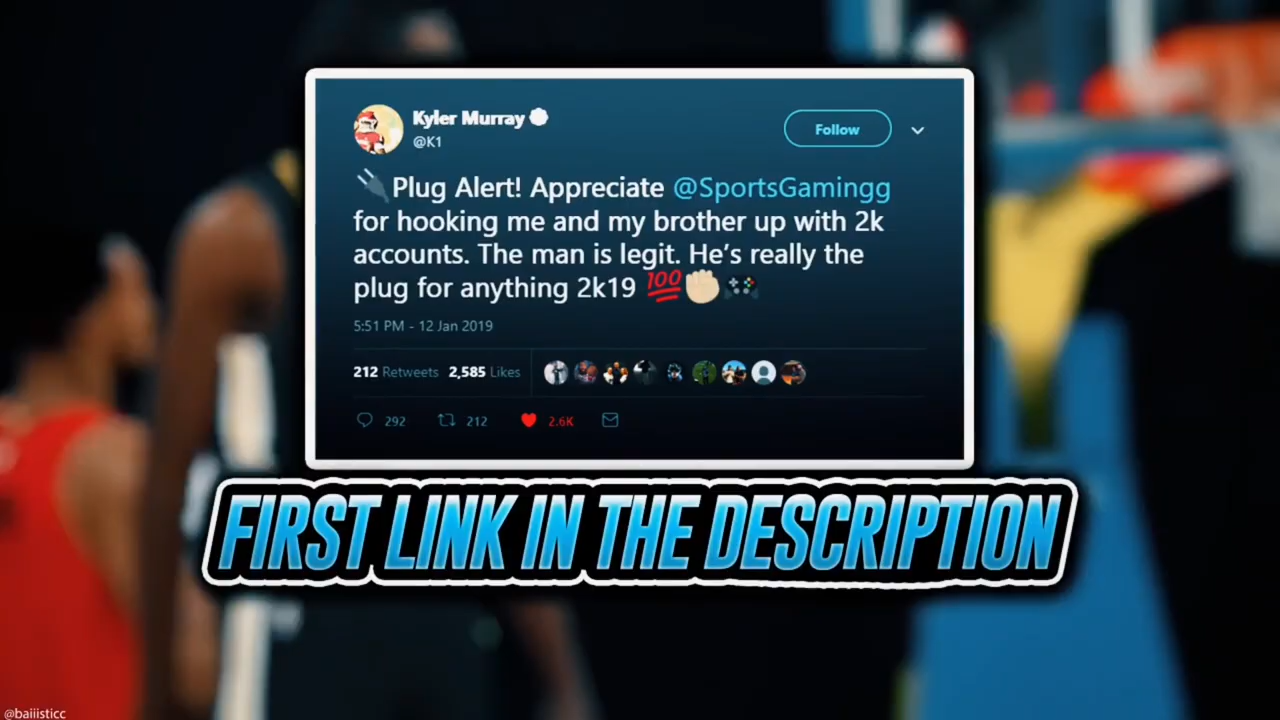 Kyler Murray
@K1
Follow
🔌Plug Alert! Appreciate @SportsGamingg
for hooking me and my brother up with 2k
accounts. The man is legit. He’s really the
plug for anything 2k19 💯✊🏼🎮
5:51 PM - 12 Jan 2019
212 Retweets 2,585 Likes
292 212 2.6K
FIRST LINK IN THE DESCRIPTION
@baiiisticc